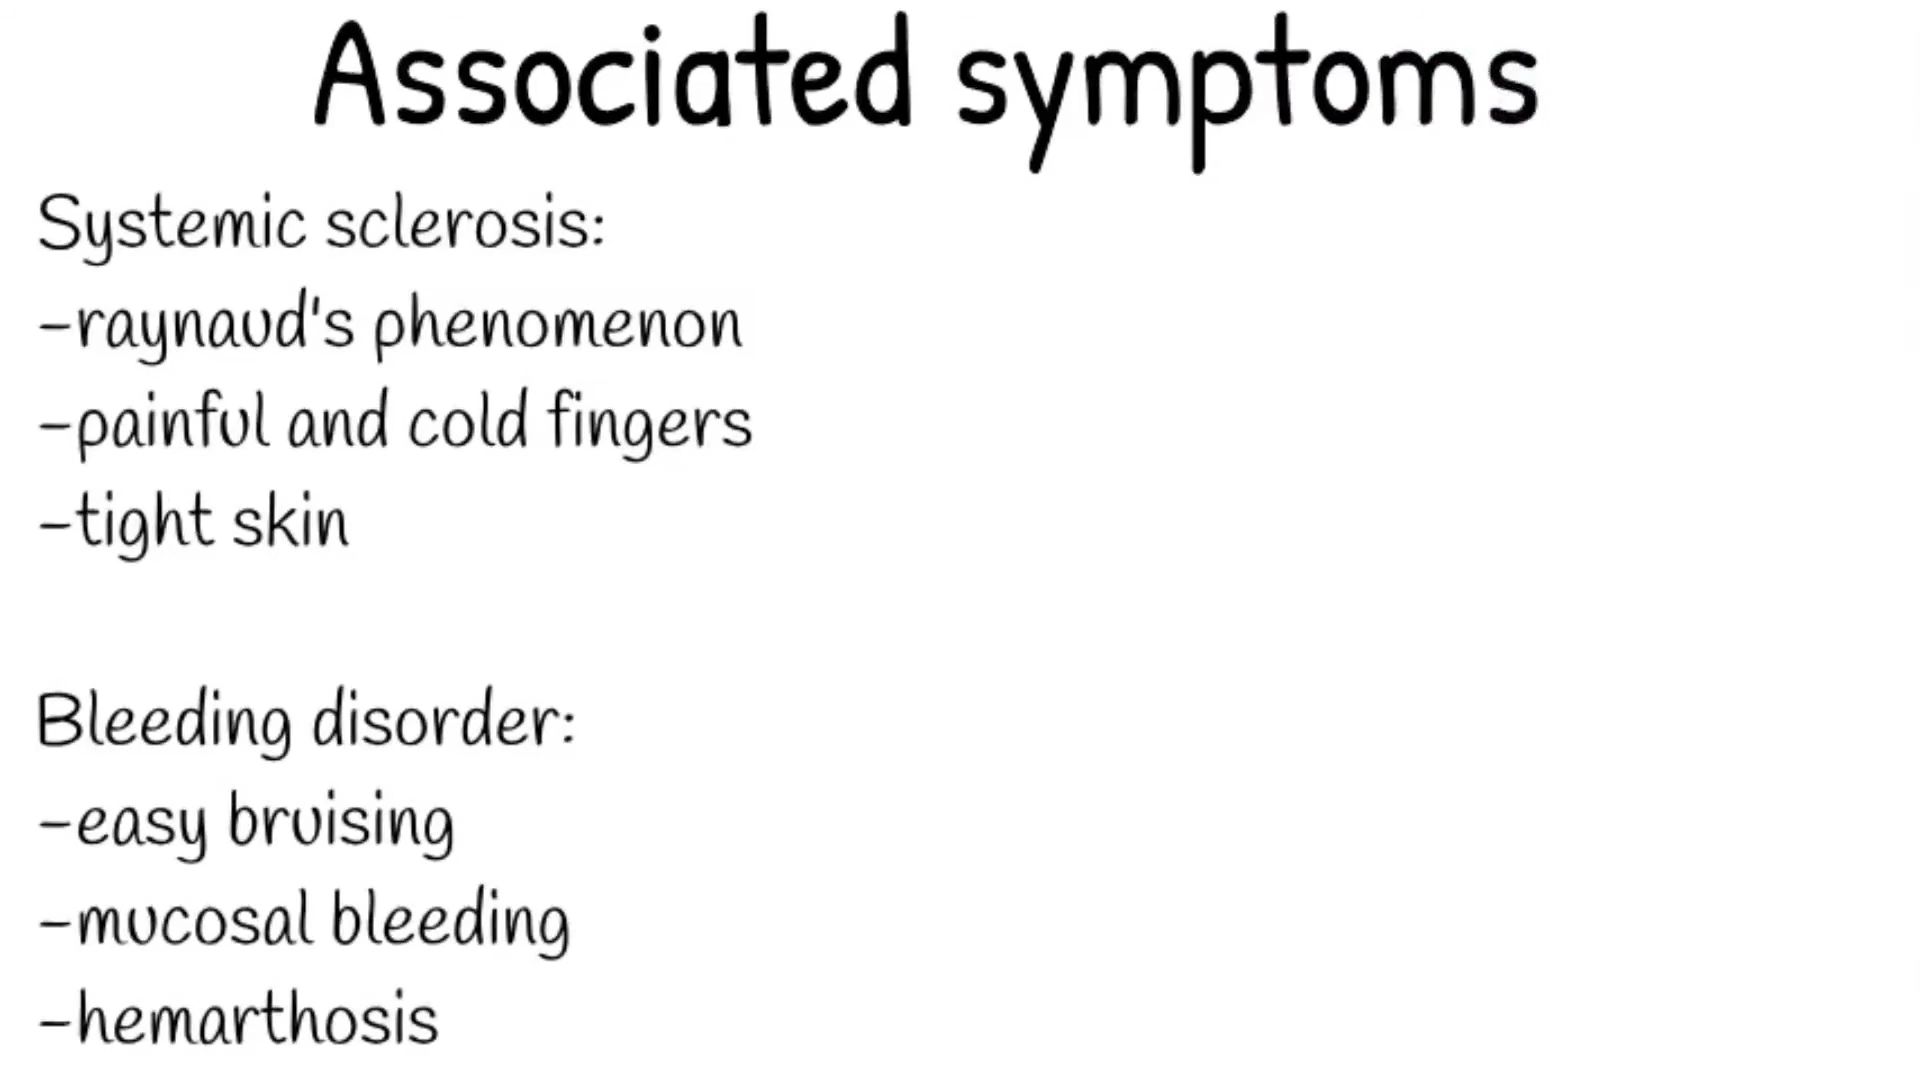 Associated symptoms
Systemic sclerosis:
-raynaud's phenomenon
-painful and cold fingers
-tight skin
Bleeding disorder:
-easy bruising
-mucosal bleeding
-hemarthosis